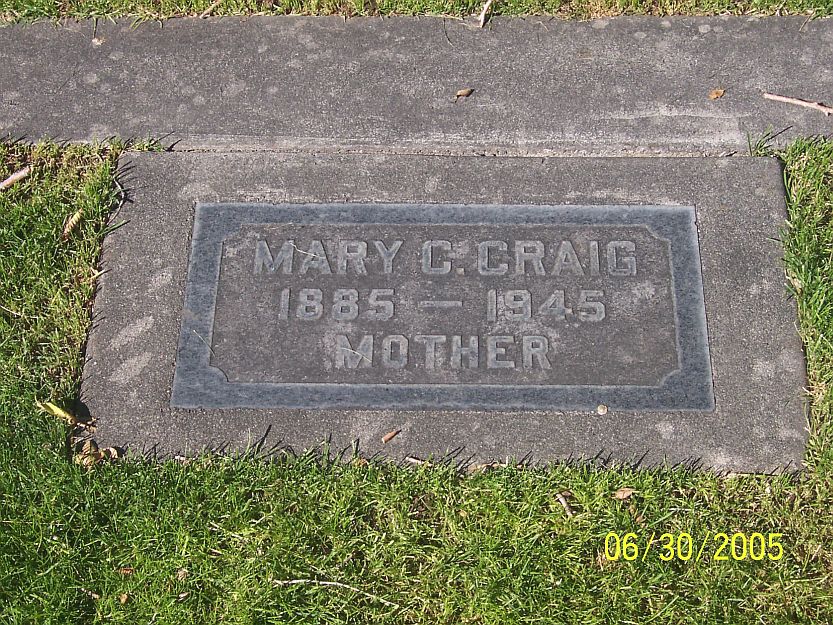 MARY C. CRAIG
1885 — 1945
MOTHER
06/30/2005